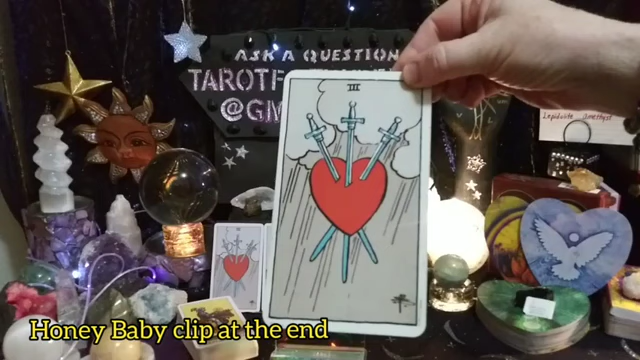 ASK A QUESTION
TAROTF
@GM
III
Lepidolite Amethyst
Honey Baby clip at the end